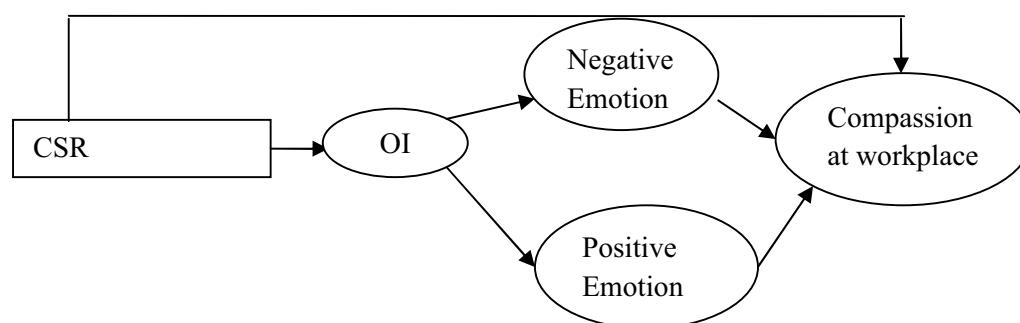 CSR
OI
Negative
Emotion
Positive
Emotion
Compassion
at workplace